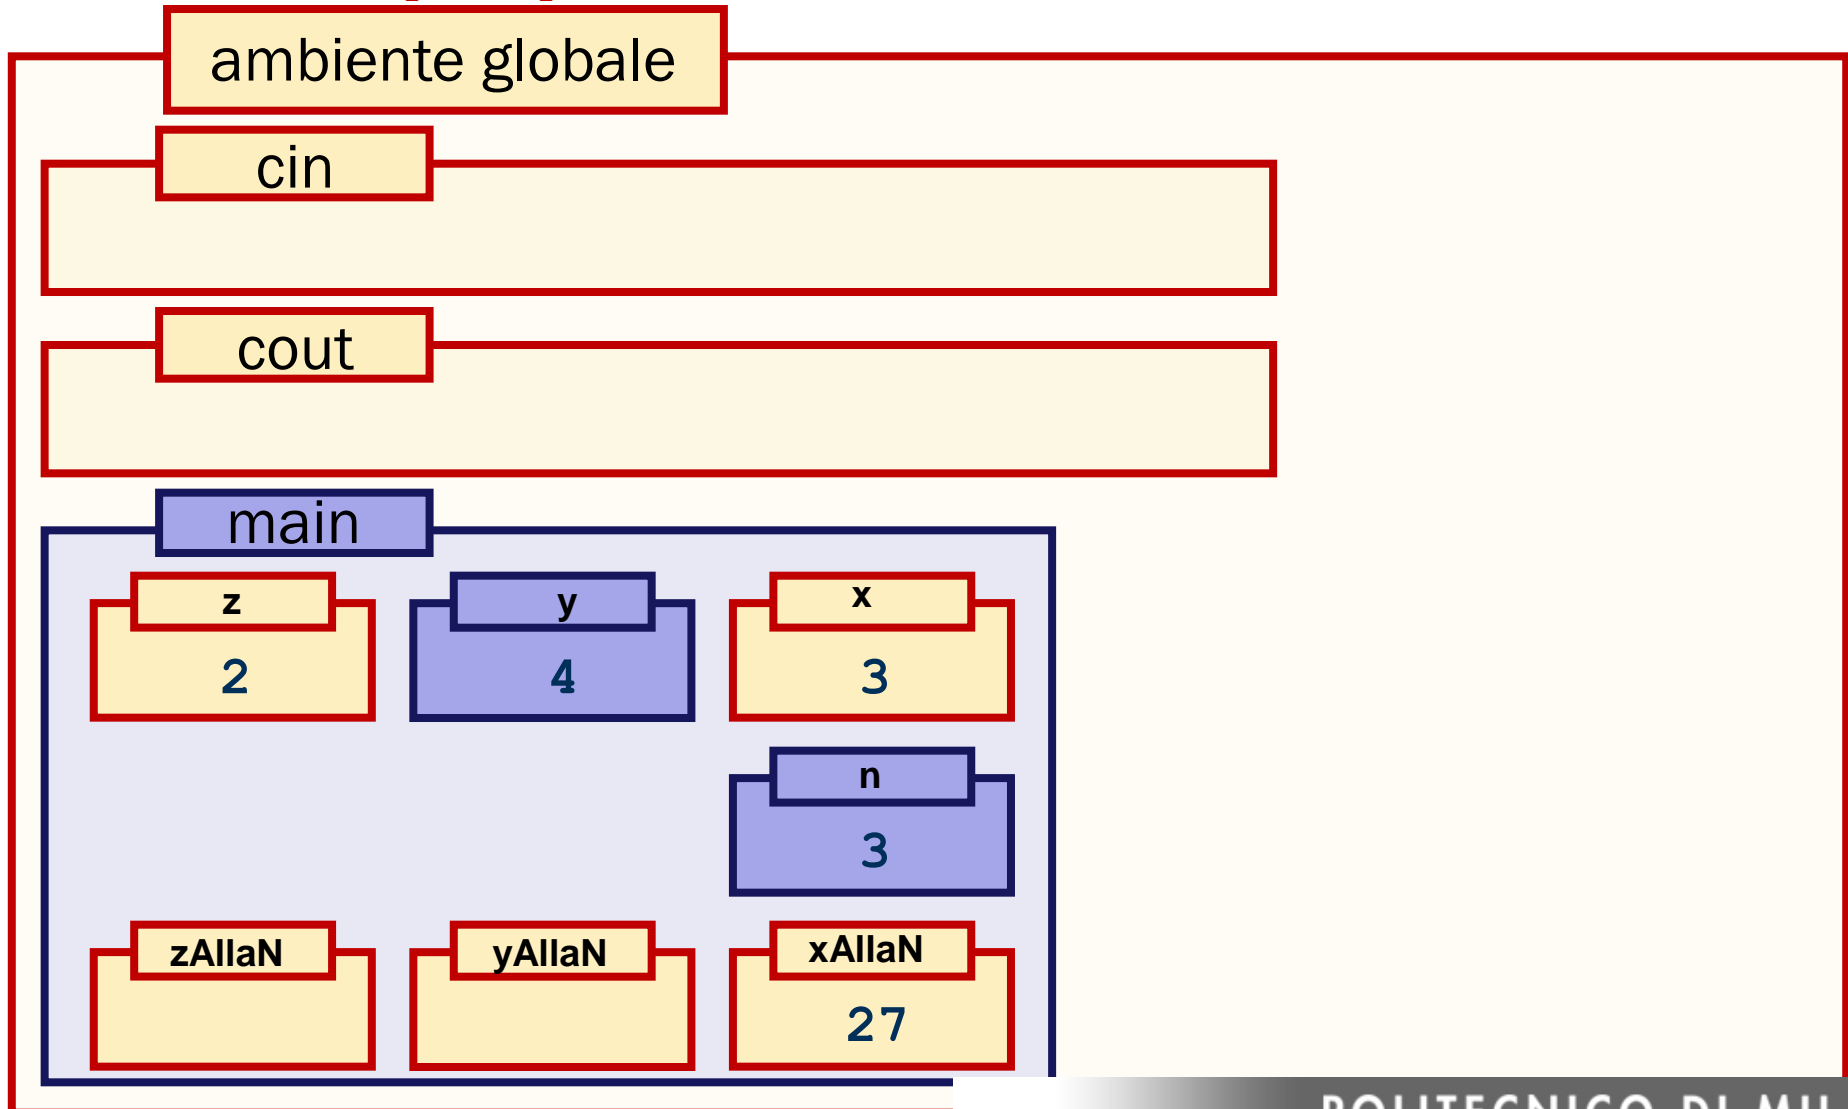 ambiente globale
cin
cout
main
z y x
2 4 3
n
3
zAllaN yAllaN xAllaN
27